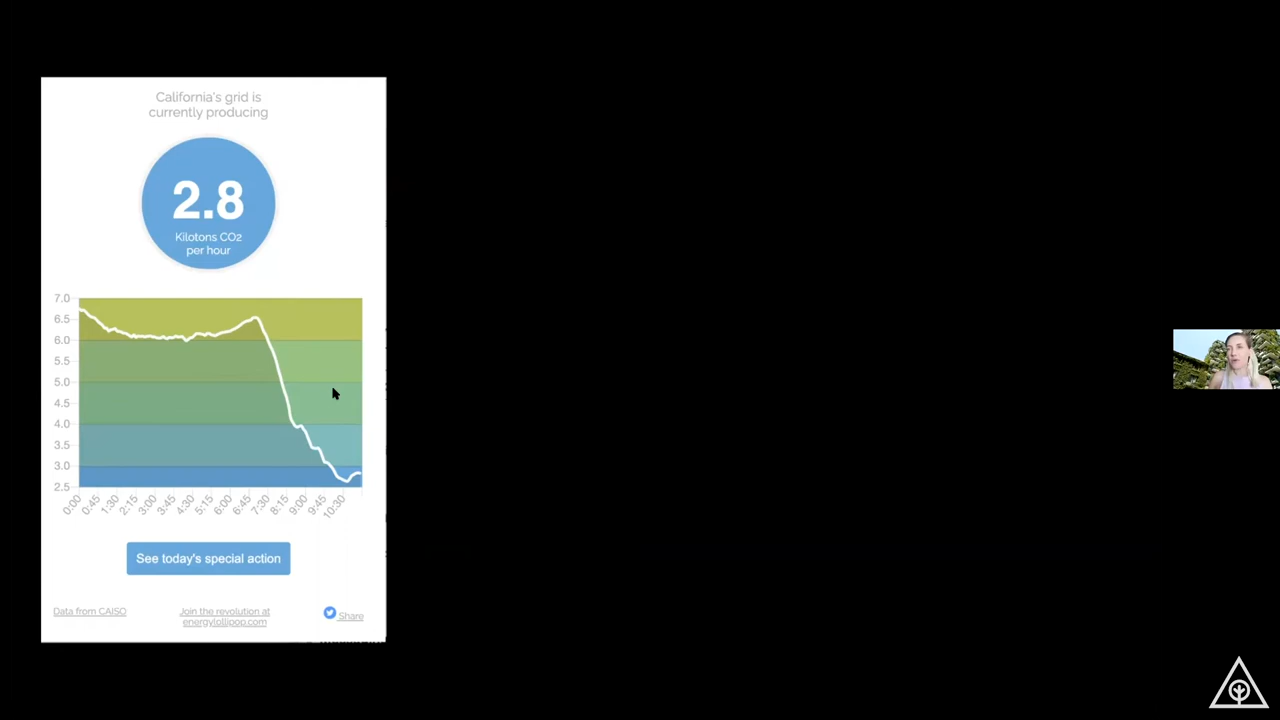 California's grid is
currently producing
2.8
Kilotons CO2
per hour
7.0
6.5
6.0
5.5
5.0
4.5
4.0
3.5
3.0
2.5
0:00 0:45 1:30 2:15 3:00 3:45 4:30 5:15 6:00 6:45 7:30 8:15 9:00 9:45 10:30
See today's special action
Data from CAISO
Join the revolution at
energylollipop.com
Share